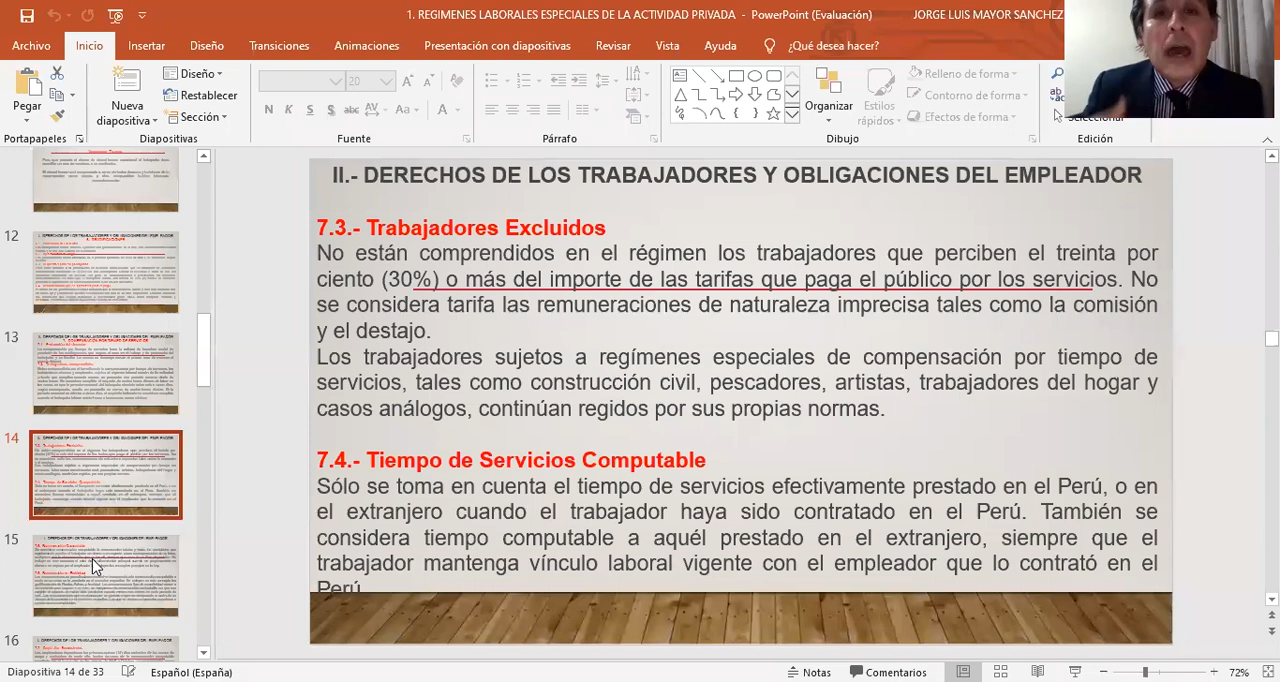 1. REGIMENES LABORALES ESPECIALES DE LA ACTIVIDAD PRIVADA - PowerPoint (Evaluación)
JORGE LUIS MAYOR SANCHEZ
Archivo Inicio Insertar Diseño Transiciones Animaciones Presentación con diapositivas Revisar Vista Ayuda ¿Qué desea hacer?
Pegar
Nueva diapositiva
Diseño
Restablecer
Sección
20
N K S S abc AV Aa A
Organizar
Estilos rápidos
Relleno de forma
Contorno de forma
Efectos de forma
Portapapeles Diapositivas Fuente Párrafo Dibujo Edición
12
13
14
15
16
II.- DERECHOS DE LOS TRABAJADORES Y OBLIGACIONES DEL EMPLEADOR
7.3.- Trabajadores Excluidos
No están comprendidos en el régimen los trabajadores que perciben el treinta por
ciento (30%) o más del importe de las tarifas que paga el público por los servicios. No
se considera tarifa las remuneraciones de naturaleza imprecisa tales como la comisión
y el destajo.
Los trabajadores sujetos a regímenes especiales de compensación por tiempo de
servicios, tales como construcción civil, pescadores, artistas, trabajadores del hogar y
casos análogos, continúan regidos por sus propias normas.
7.4.- Tiempo de Servicios Computable
Sólo se toma en cuenta el tiempo de servicios efectivamente prestado en el Perú, o en
el extranjero cuando el trabajador haya sido contratado en el Perú. También se
considera tiempo computable a aquél prestado en el extranjero, siempre que el
trabajador mantenga vínculo laboral vigente con el empleador que lo contrató en el
Perú
Diapositiva 14 de 33 Español (España) Notas Comentarios 72%